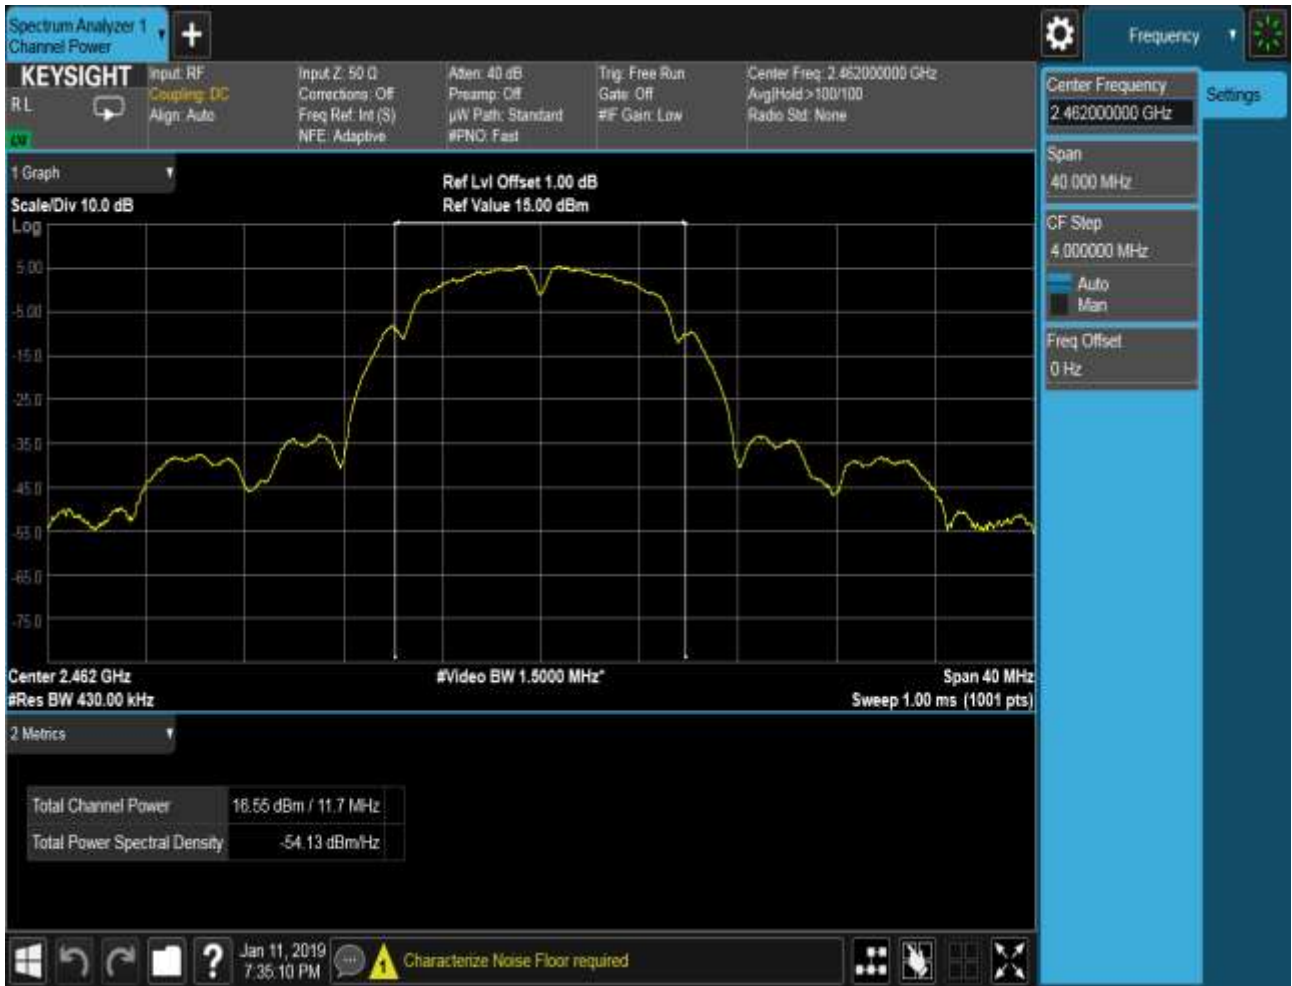 Spectrum Analyzer 1
Channel Power
Frequency
KEYSIGHT
RL
LXI
Input: RF
Coupling: DC
Align: Auto
Input Z: 50 Ω
Corrections: Off
Freq Ref: Int (S)
NFE: Adaptive
Atten: 40 dB
Preamp: Off
µW Path: Standard
#PNO: Fast
Trig: Free Run
Gate: Off
#IF Gain: Low
Center Freq: 2.462000000 GHz
Avg|Hold:>100/100
Radio Std: None
Center Frequency
2.462000000 GHz
Settings
Span
40.000 MHz
CF Step
4.000000 MHz
Auto
Man
Freq Offset
0 Hz
1 Graph
Ref Lvl Offset 1.00 dB
Scale/Div 10.0 dB
Ref Value 15.00 dBm
Log
5.00
-5.00
-15.0
-25.0
-35.0
-45.0
-55.0
-65.0
-75.0
Center 2.462 GHz
#Video BW 1.5000 MHz*
Span 40 MHz
#Res BW 430.00 kHz
Sweep 1.00 ms (1001 pts)
2 Metrics
Total Channel Power 16.55 dBm / 11.7 MHz
Total Power Spectral Density -54.13 dBm/Hz
Jan 11, 2019
7:35:10 PM
1
Characterize Noise Floor required